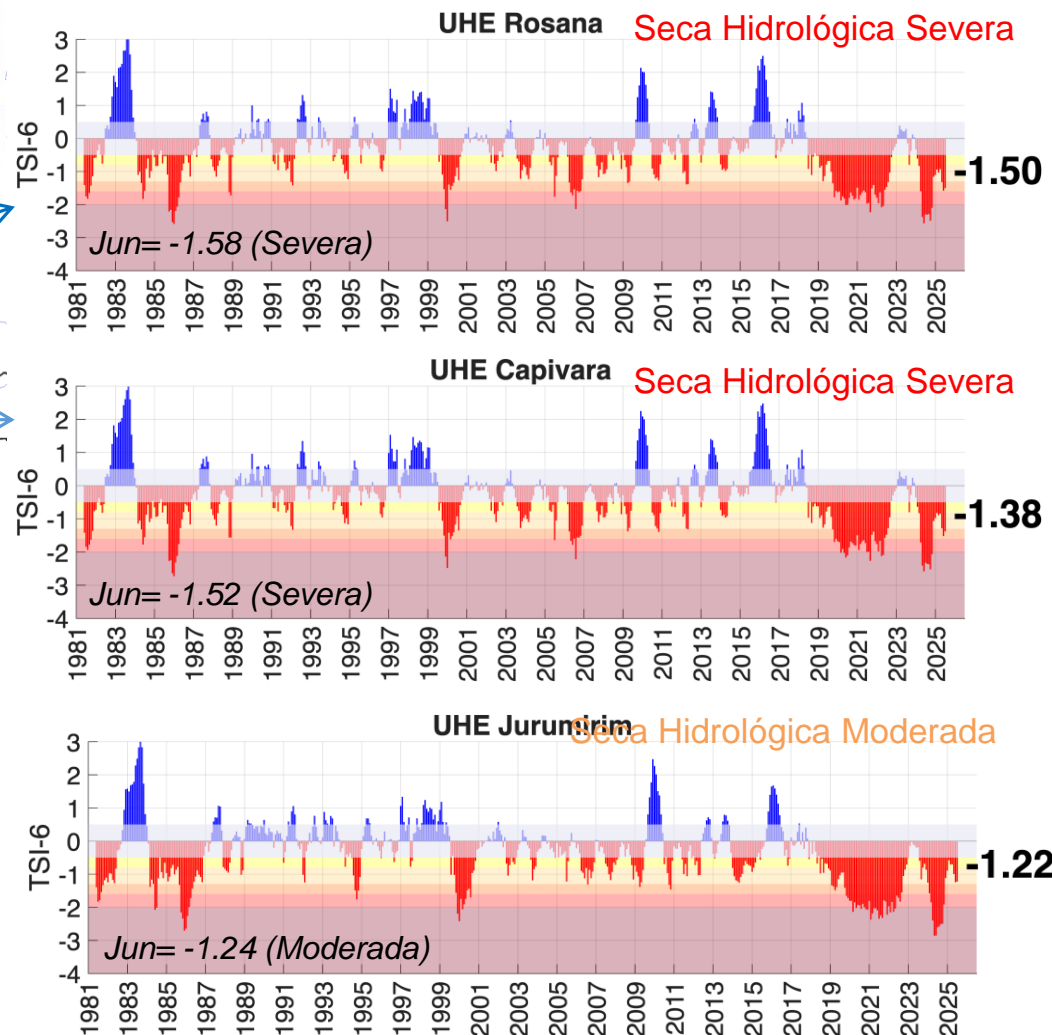 UHE Rosana
Seca Hidrológica Severa
TSI-6
3
2
1
0
-1
-2
-3
-4
-1.50
Jun= -1.58 (Severa)
1981 1983 1985 1987 1989 1991 1993 1995 1997 1999 2001 2003 2005 2007 2009 2011 2013 2015 2017 2019 2021 2023 2025
UHE Capivara
Seca Hidrológica Severa
TSI-6
3
2
1
0
-1
-2
-3
-4
-1.38
Jun= -1.52 (Severa)
1981 1983 1985 1987 1989 1991 1993 1995 1997 1999 2001 2003 2005 2007 2009 2011 2013 2015 2017 2019 2021 2023 2025
UHE Jurumirim
Seca Hidrológica Moderada
TSI-6
3
2
1
0
-1
-2
-3
-4
-1.22
Jun= -1.24 (Moderada)
1981 1983 1985 1987 1989 1991 1993 1995 1997 1999 2001 2003 2005 2007 2009 2011 2013 2015 2017 2019 2021 2023 2025